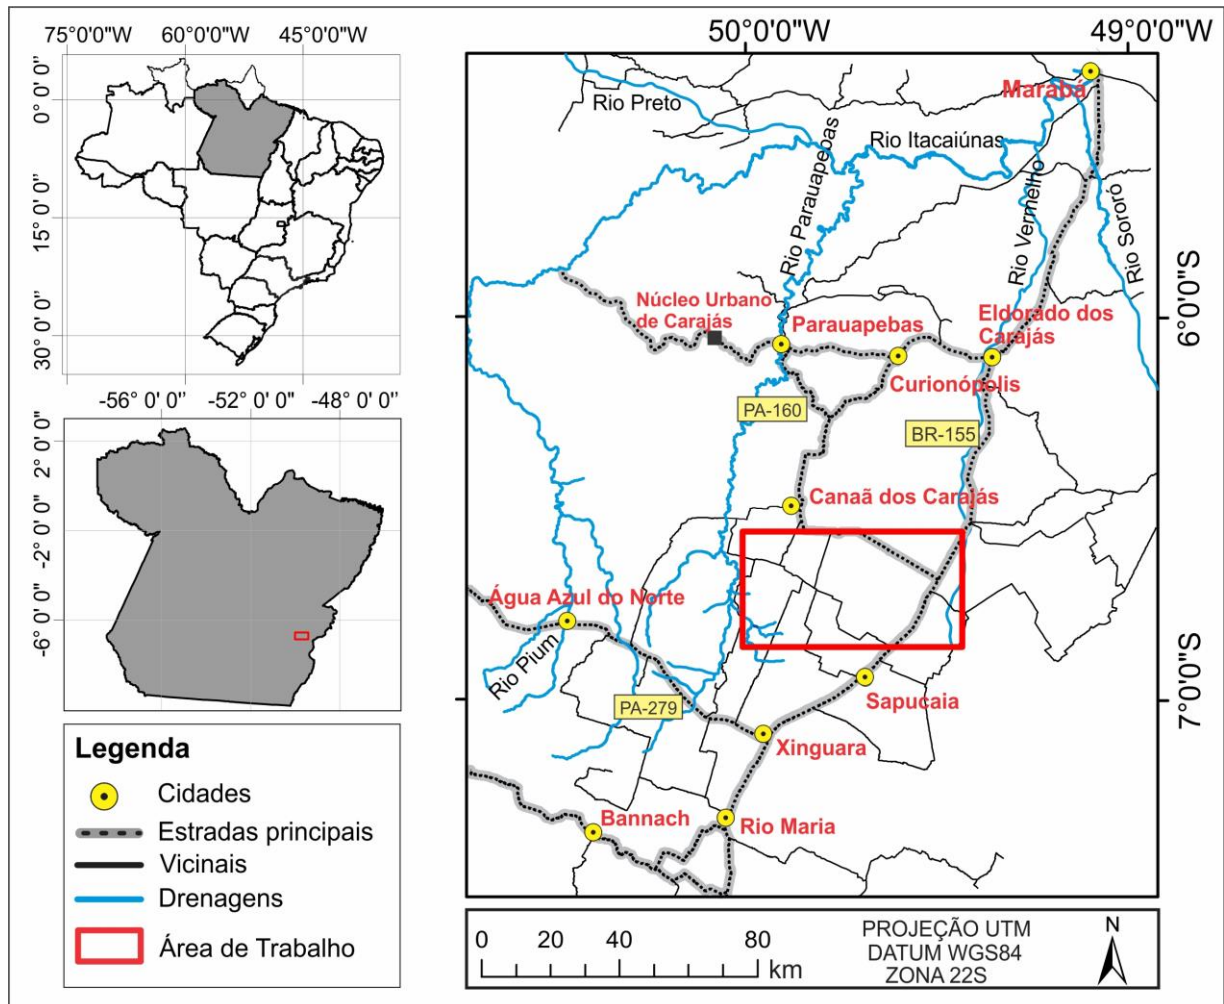 75°0'0"W 60°0'0"W 45°0'0"W
0° 0' 0"
15° 0' 0"
30° 0' 0"
-56° 0' 0" -52° 0' 0" -48° 0' 0"
2° 0' 0"
-2° 0' 0"
-6° 0' 0"
Legenda
Cidades
Estradas principais
Vicinais
Drenagens
Área de Trabalho
50°0'0"W 49°0'0"W
Marabá
Rio Preto
Rio Itacaiúnas
Rio Parauapebas
Rio Vermelho
Rio Sororó
6°0'0"S
Núcleo Urbano
de Carajás
Parauapebas
Eldorado dos
Carajás
Curionópolis
PA-160
BR-155
Canaã dos Carajás
Água Azul do Norte
Rio Pium
PA-279
Sapucaia
7°0'0"S
Xinguara
Bannach
Rio Maria
0 20 40 80
km
PROJEÇÃO UTM
DATUM WGS84
ZONA 22S
N